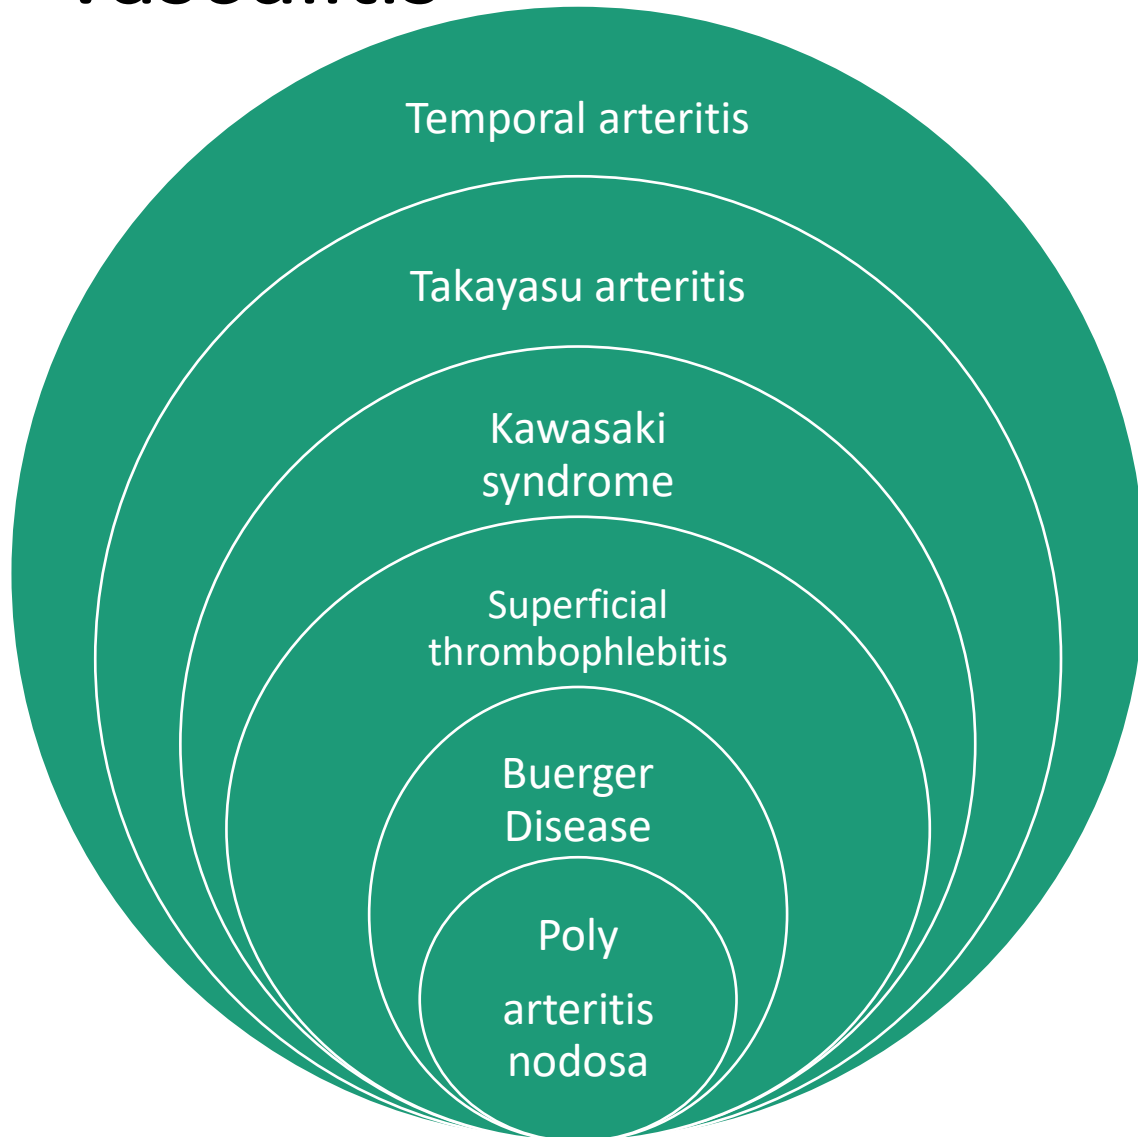 Temporal arteritis
Takayasu arteritis
Kawasaki
syndrome
Superficial
thrombophlebitis
Buerger
Disease
Poly
arteritis
nodosa